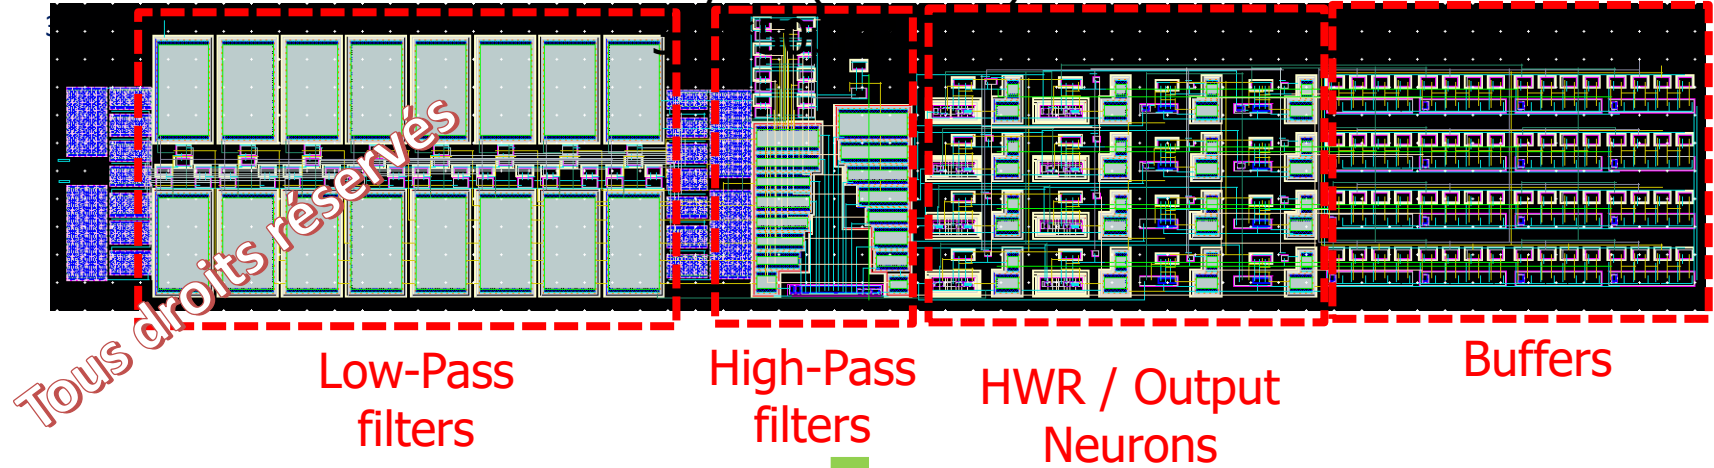 Tous droits réservés
Low-Pass
filters
High-Pass
filters
HWR / Output
Neurons
Buffers